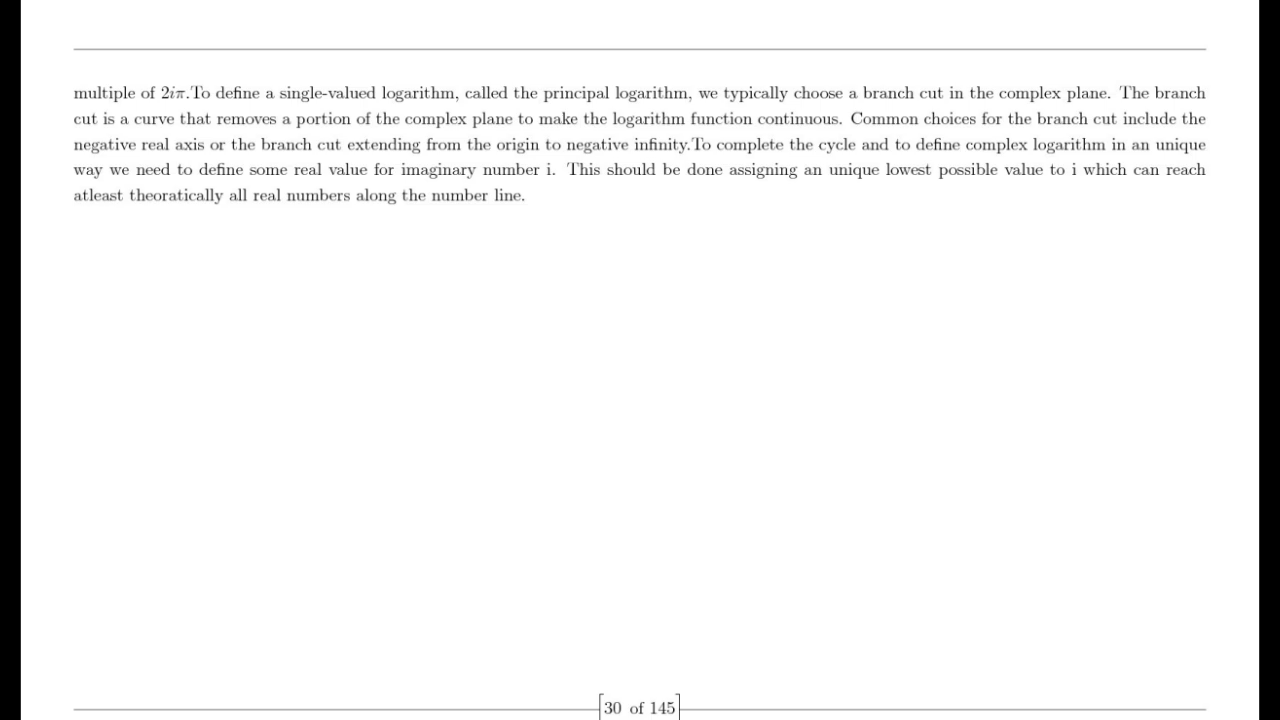 multiple of 2iπ.To define a single-valued logarithm, called the principal logarithm, we typically choose a branch cut in the complex plane. The branch
cut is a curve that removes a portion of the complex plane to make the logarithm function continuous. Common choices for the branch cut include the
negative real axis or the branch cut extending from the origin to negative infinity.To complete the cycle and to define complex logarithm in an unique
way we need to define some real value for imaginary number i. This should be done assigning an unique lowest possible value to i which can reach
atleast theoratically all real numbers along the number line.
30 of 145